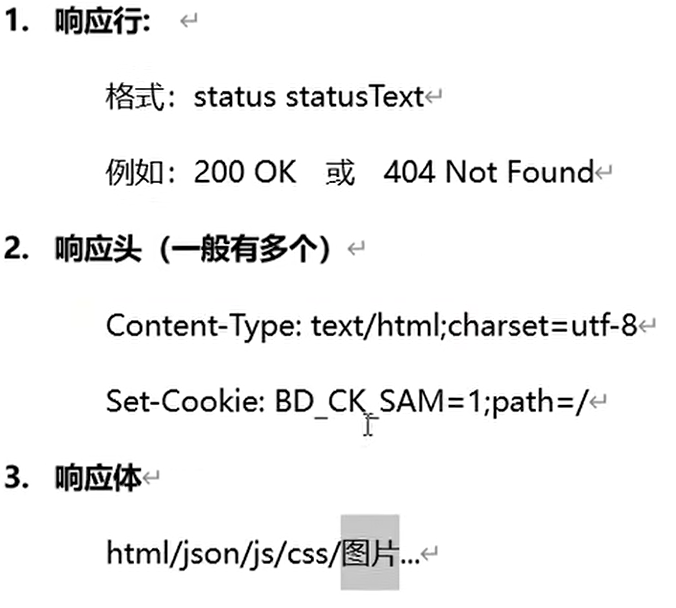 1. 响应行:
格式：status statusText
例如：200 OK 或 404 Not Found
2. 响应头（一般有多个）
Content-Type: text/html;charset=utf-8
Set-Cookie: BD_CK_SAM=1;path=/
3. 响应体
html/json/js/css/图片...